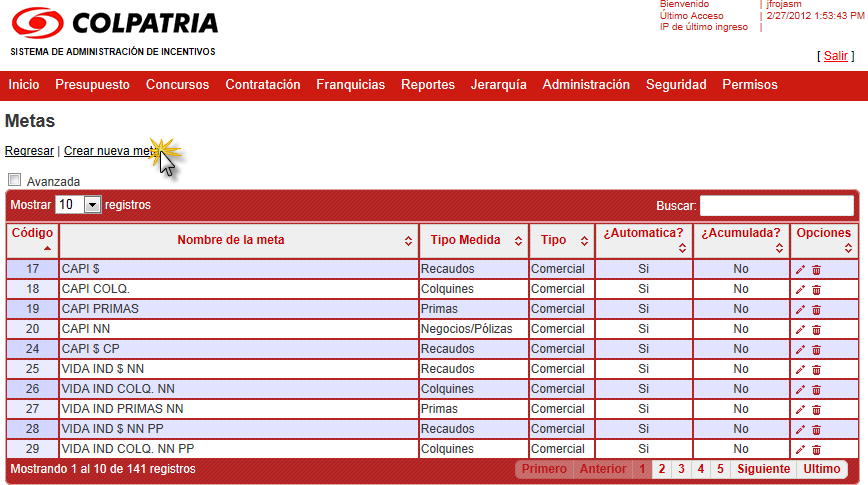 COLPATRIA
SISTEMA DE ADMINISTRACIÓN DE INCENTIVOS
Bienvenido | jfrojasm
Último Acceso | 2/27/2012 1:53:43 PM
IP de último ingreso |
[ Salir ]
Inicio Presupuesto Concursos Contratación Franquicias Reportes Jerarquía Administración Seguridad Permisos
Metas
Regresar | Crear nueva meta
Avanzada
Mostrar 10 registros Buscar:
Código Nombre de la meta Tipo Medida Tipo ¿Automatica? ¿Acumulada? Opciones
17 CAPI $ Recaudos Comercial Si No
18 CAPI COLQ. Colquines Comercial Si No
19 CAPI PRIMAS Primas Comercial Si No
20 CAPI NN Negocios/Pólizas Comercial Si No
24 CAPI $ CP Recaudos Comercial Si No
25 VIDA IND $ NN Recaudos Comercial Si No
26 VIDA IND COLQ. NN Colquines Comercial Si No
27 VIDA IND PRIMAS NN Primas Comercial Si No
28 VIDA IND $ NN PP Recaudos Comercial Si No
29 VIDA IND COLQ. NN PP Colquines Comercial Si No
Mostrando 1 al 10 de 141 registros Primero Anterior 1 2 3 4 5 Siguiente Ultimo